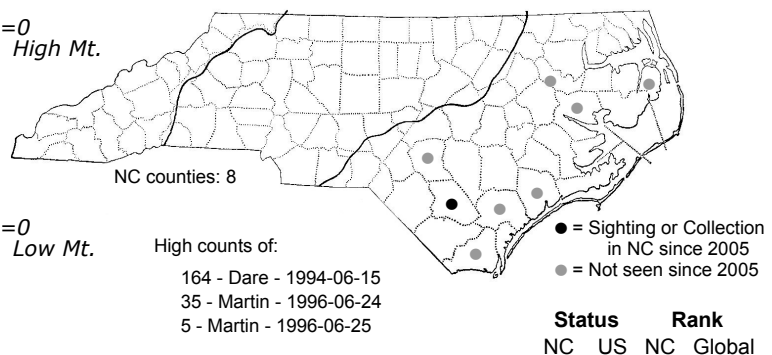 =0
High Mt.
NC counties: 8
=0
Low Mt.
High counts of:
164 - Dare - 1994-06-15
35 - Martin - 1996-06-24
5 - Martin - 1996-06-25
● = Sighting or Collection
in NC since 2005
● = Not seen since 2005
Status Rank
NC US NC Global